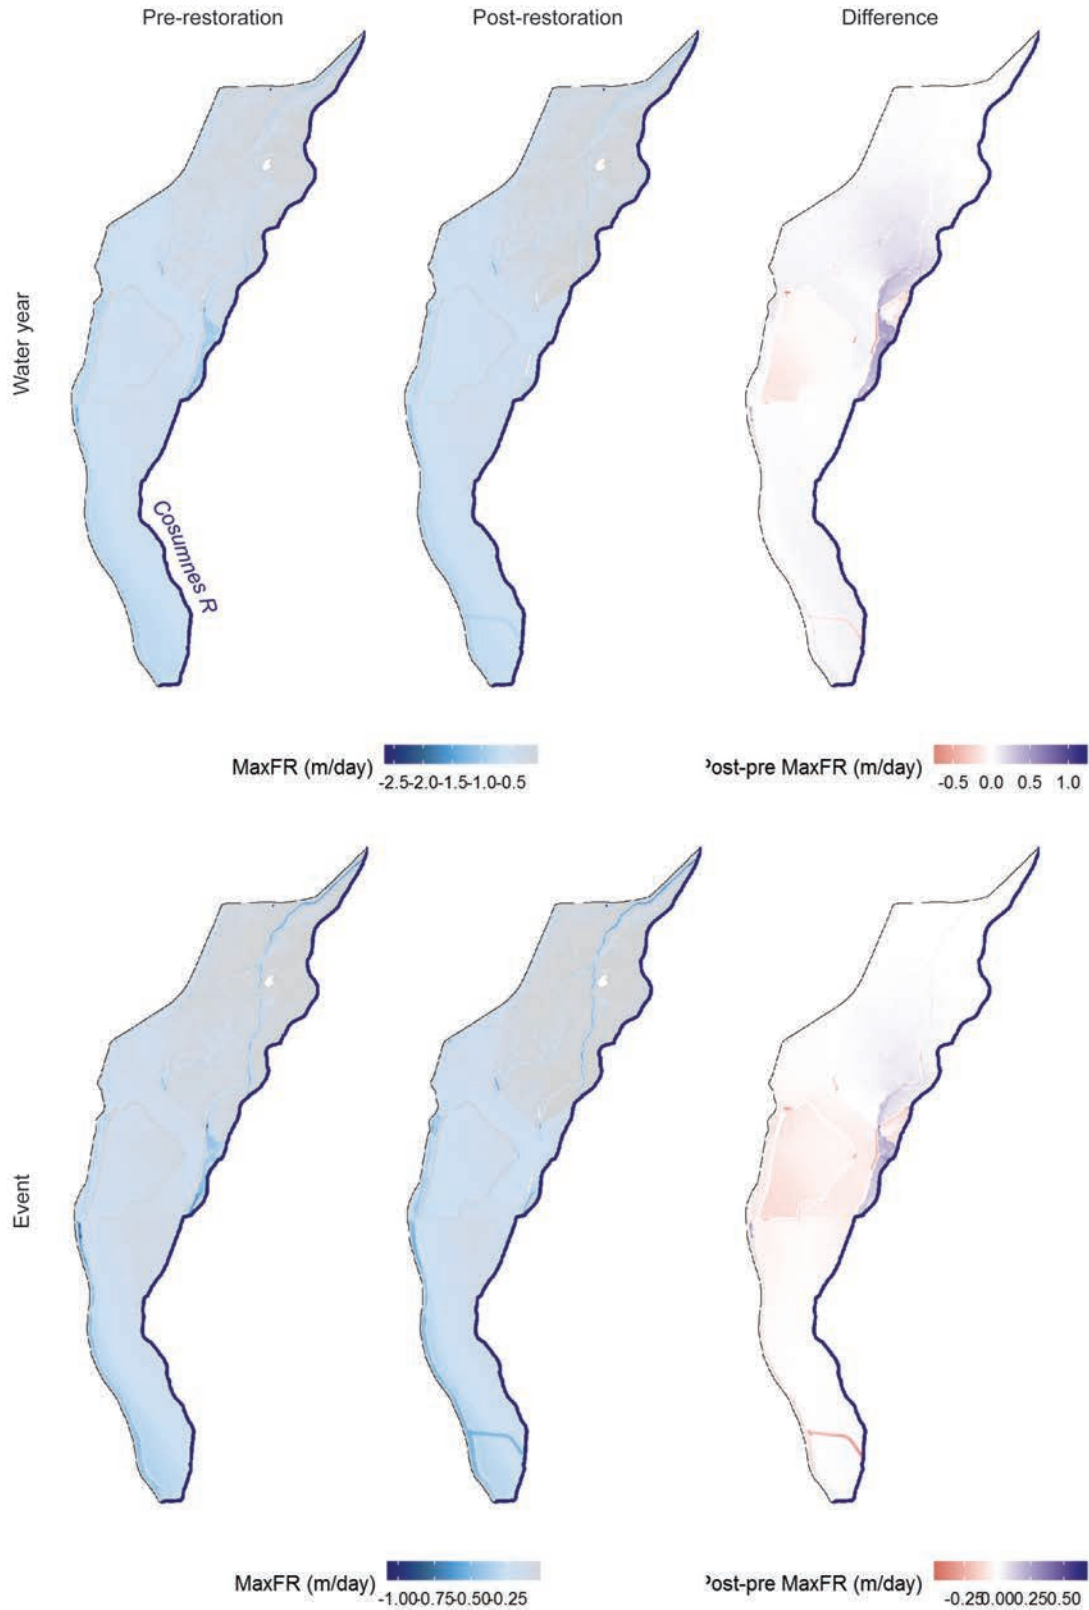 Pre-restoration Post-restoration Difference
Water year
Cosumnes R
MaxFR (m/day) -2.5-2.0-1.5-1.0-0.5
Post-pre MaxFR (m/day) -0.5 0.0 0.5 1.0
Event
MaxFR (m/day) -1.00-0.75-0.50-0.25
Post-pre MaxFR (m/day) -0.250.000.250.50